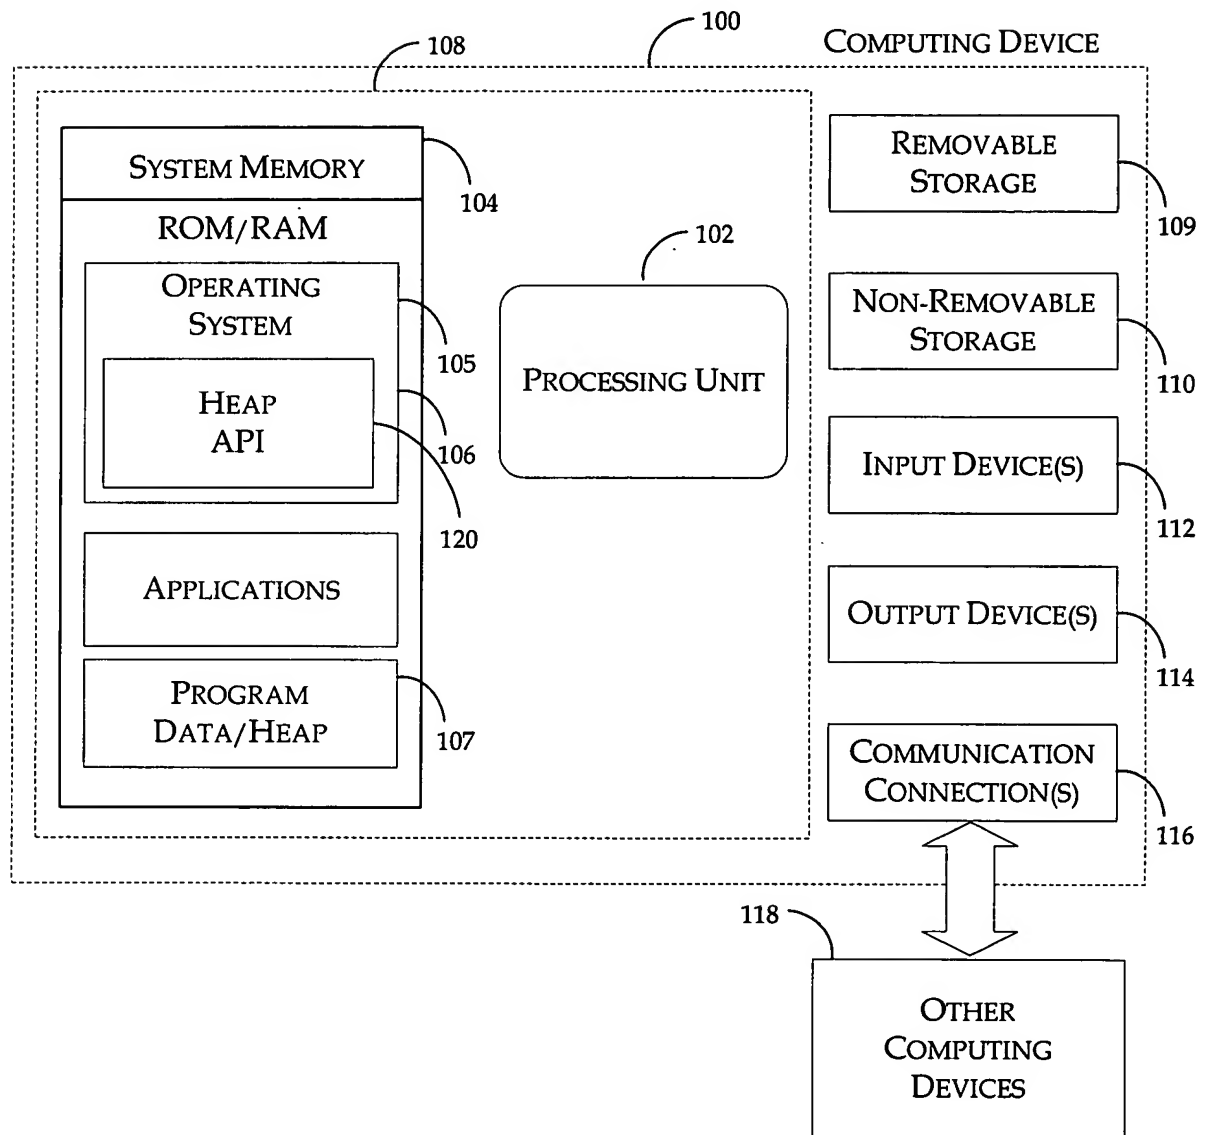 100
COMPUTING DEVICE
108
SYSTEM MEMORY
104
ROM/RAM
OPERATING
SYSTEM
105
HEAP
API
106
120
APPLICATIONS
PROGRAM
DATA/HEAP
107
102
PROCESSING UNIT
REMOVABLE
STORAGE
109
NON-REMOVABLE
STORAGE
110
INPUT DEVICE(S)
112
OUTPUT DEVICE(S)
114
COMMUNICATION
CONNECTION(S)
116
118
OTHER
COMPUTING
DEVICES